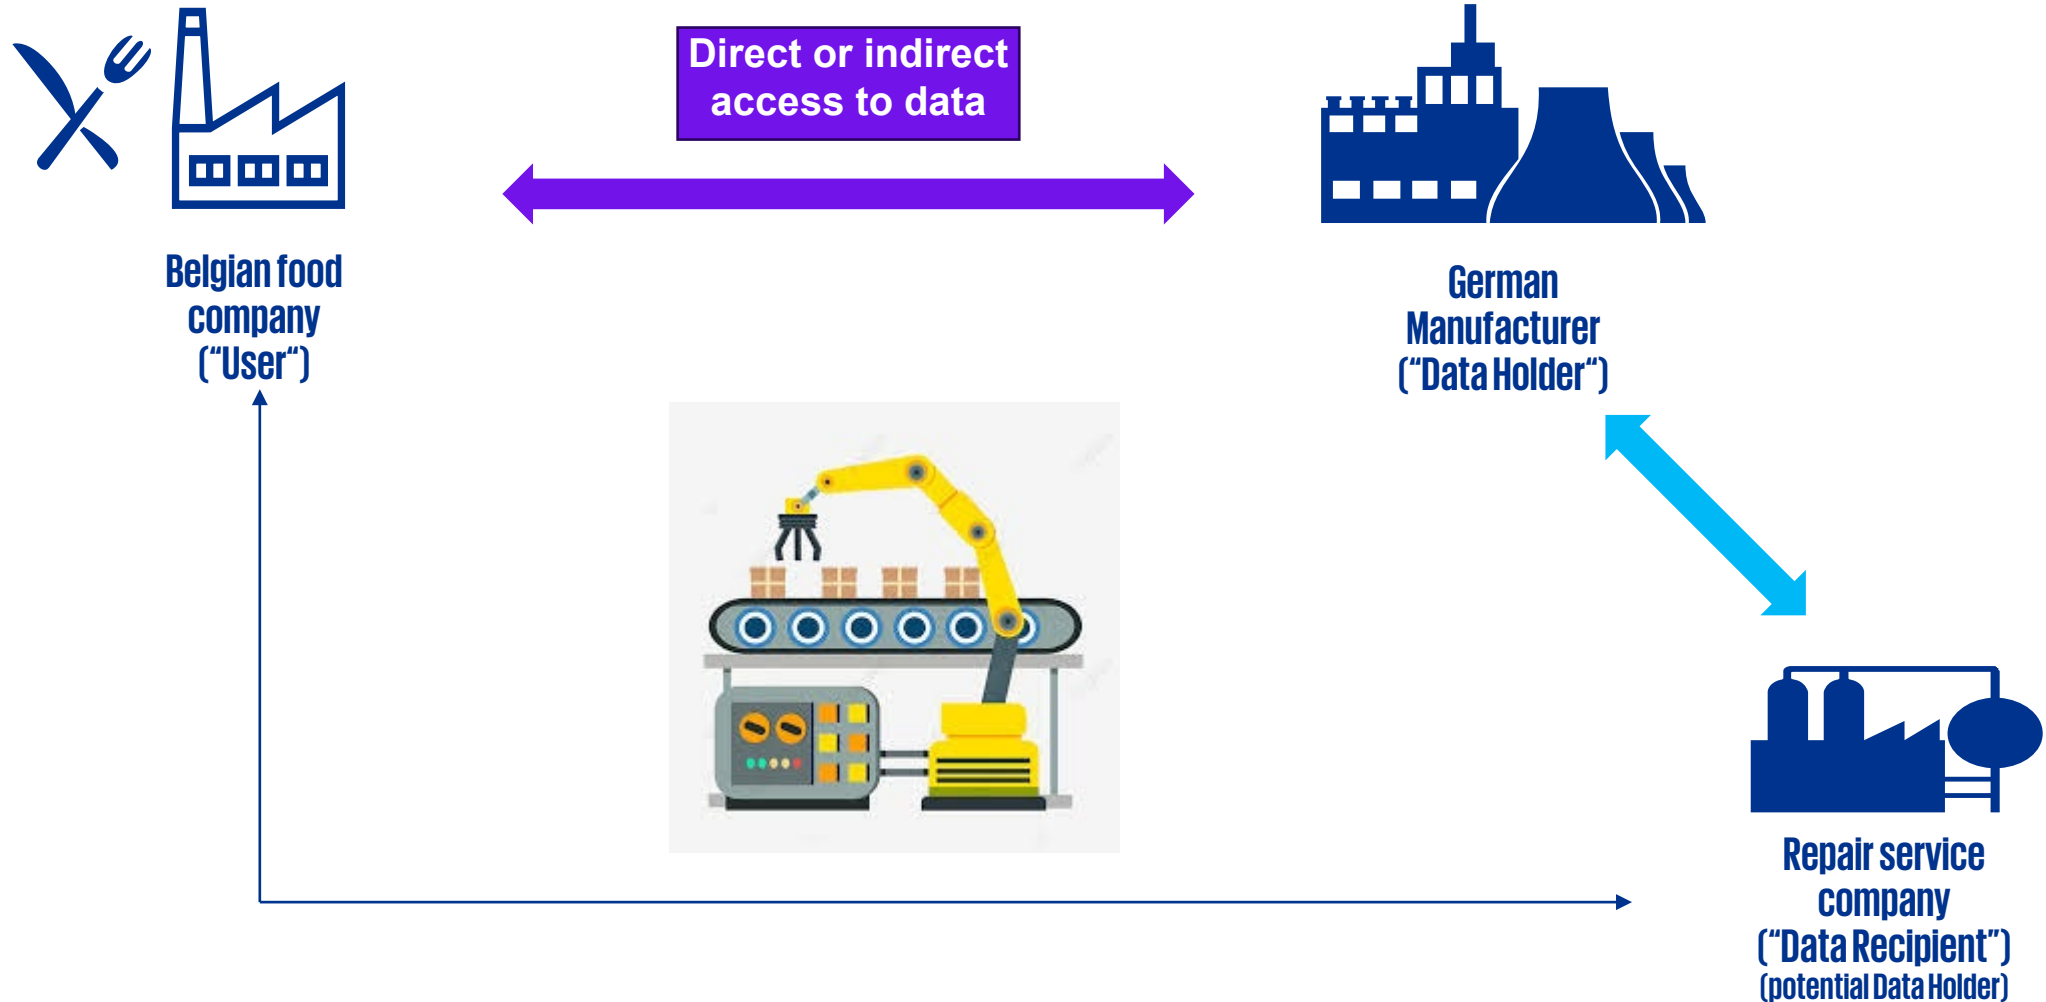 Direct or indirect
access to data
Belgian food
company
(“User“)
German
Manufacturer
(“Data Holder“)
Repair service
company
(“Data Recipient”)
(potential Data Holder)